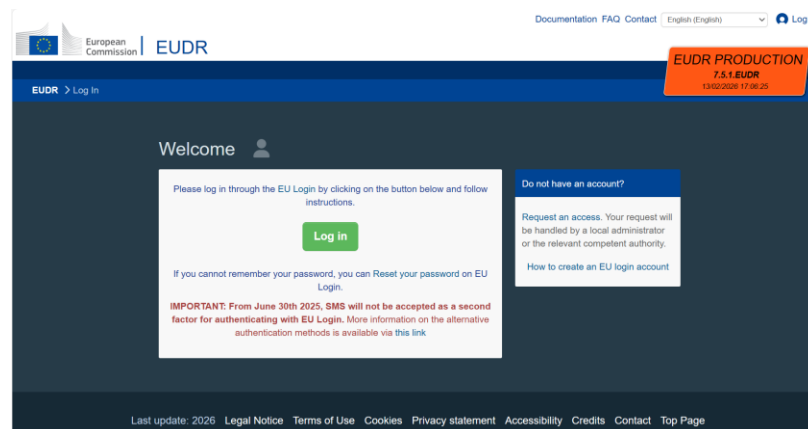 Documentation FAQ Contact English (English) Log
European
Commission
EUDR
EUDR PRODUCTION
7.5.1.EUDR
13/02/2026 17:08:25
EUDR > Log In
Welcome
Please log in through the EU Login by clicking on the button below and follow
instructions.
Log in
If you cannot remember your password, you can Reset your password on EU
Login.
IMPORTANT: From June 30th 2025, SMS will not be accepted as a second
factor for authenticating with EU Login. More information on the alternative
authentication methods is available via this link
Do not have an account?
Request an access. Your request will
be handled by a local administrator
or the relevant competent authority.
How to create an EU login account
Last update: 2026 Legal Notice Terms of Use Cookies Privacy statement Accessibility Credits Contact Top Page